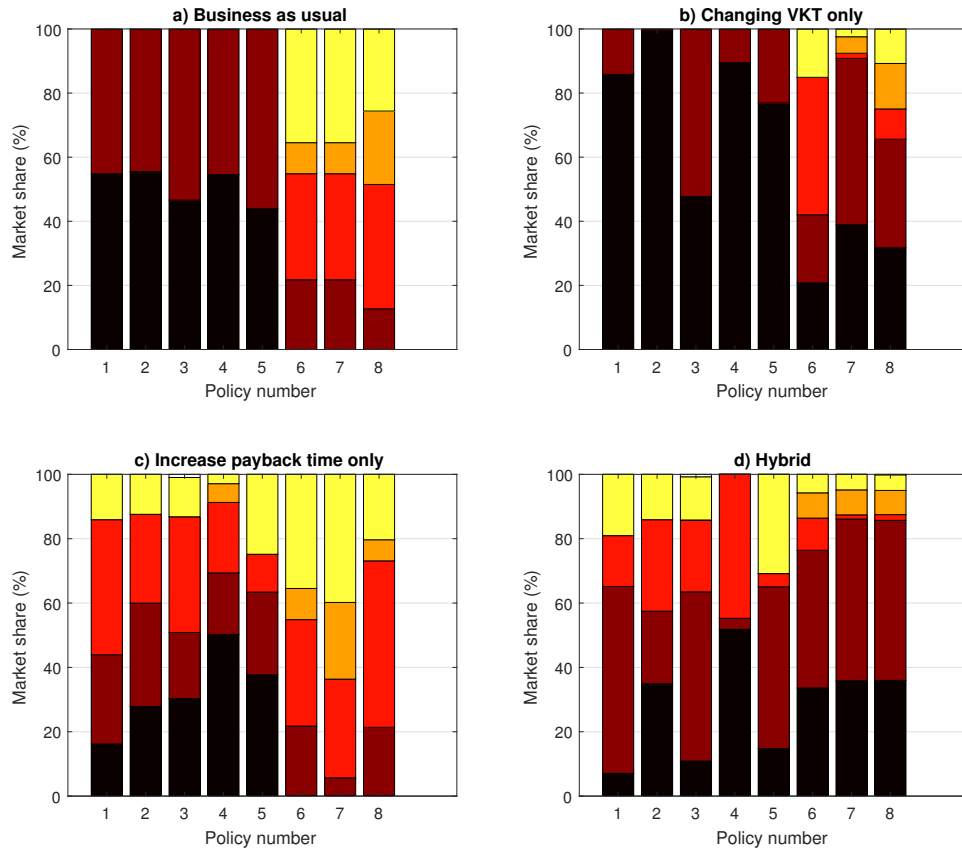 a) Business as usual
100
80
60
40
20
0
Market share (%)
1 2 3 4 5 6 7 8
Policy number
b) Changing VKT only
100
80
60
40
20
0
Market share (%)
1 2 3 4 5 6 7 8
Policy number
c) Increase payback time only
100
80
60
40
20
0
Market share (%)
1 2 3 4 5 6 7 8
Policy number
d) Hybrid
100
80
60
40
20
0
Market share (%)
1 2 3 4 5 6 7 8
Policy number